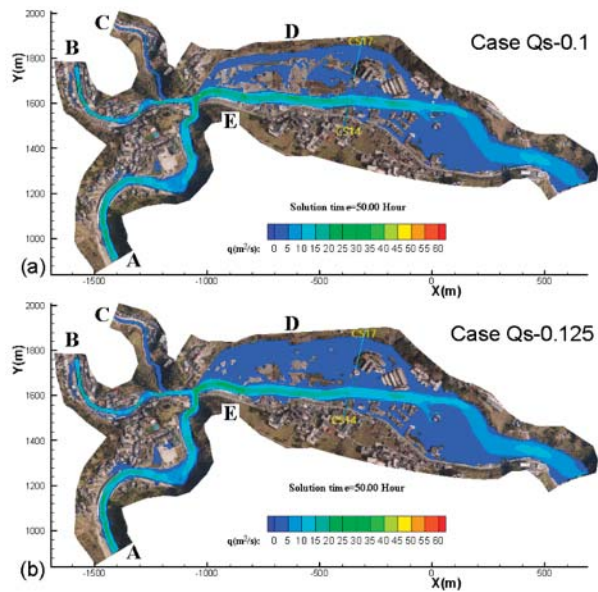 C
D
B
CS17
Case Qs-0.1
2000
1800
1600
1400
1200
1000
Y(m)
E
CS14
Solution time=50.00 Hour
q(m²/s): 0 5 10 15 20 25 30 35 40 45 50 55 60
A
(a)
-1500 -1000 -500 0 500
X(m)
C
D
B
CS17
Case Qs-0.125
2000
1800
1600
1400
1200
1000
Y(m)
E
CS14
Solution time=50.00 Hour
q(m²/s): 0 5 10 15 20 25 30 35 40 45 50 55 60
A
(b)
-1500 -1000 -500 0 500
X(m)